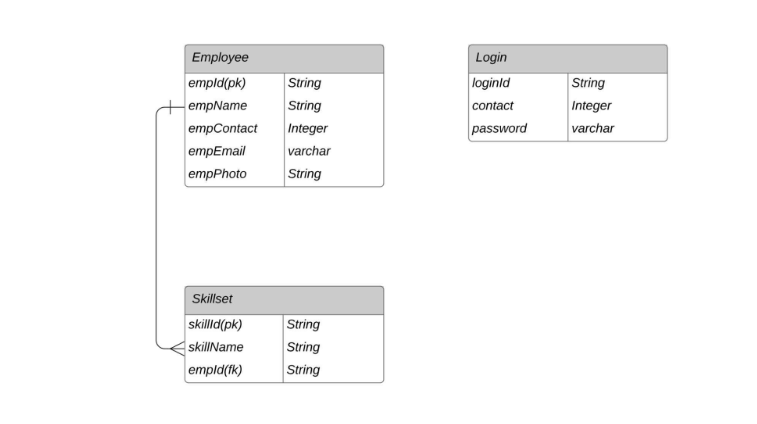 Employee
empId(pk) String
empName String
empContact Integer
empEmail varchar
empPhoto String
Login
loginId String
contact Integer
password varchar
Skillset
skillId(pk) String
skillName String
empId(fk) String